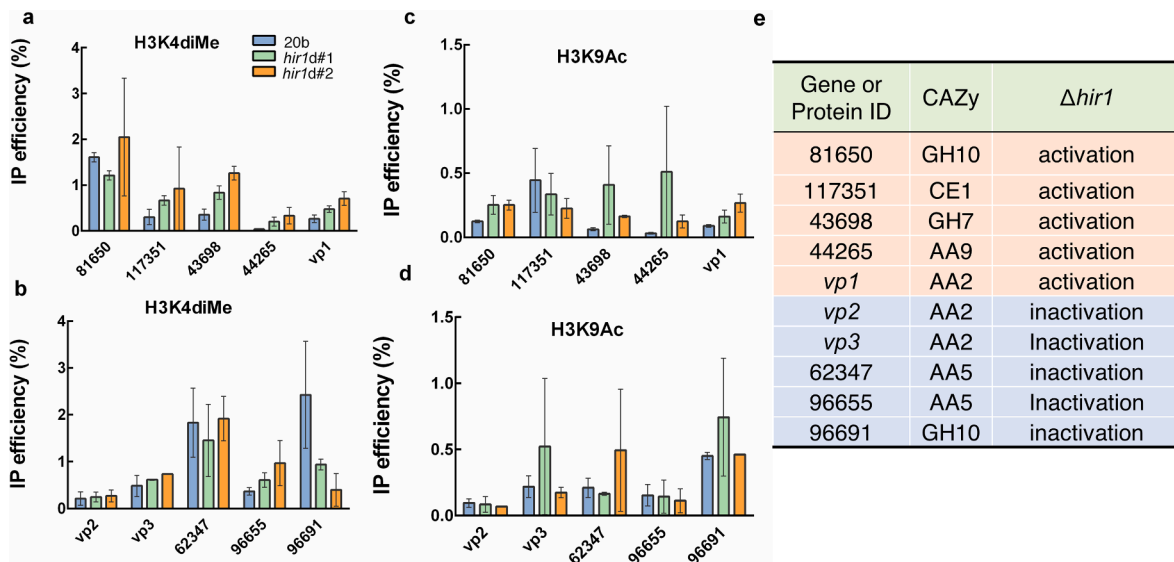 a
H3K4diMe
20b
hir1d#1
hir1d#2
IP efficiency (%)
4
3
2
1
0
81650
117351
43698
44265
vp1
c
H3K9Ac
IP efficiency (%)
1.5
1.0
0.5
0.0
81650
117351
43698
44265
vp1
b
H3K4diMe
IP efficiency (%)
4
3
2
1
0
vp2
vp3
62347
96655
96691
d
H3K9Ac
IP efficiency (%)
1.5
1.0
0.5
0.0
vp2
vp3
62347
96655
96691
e
Gene or Protein ID CAZy Δhir1
81650 GH10 activation
117351 CE1 activation
43698 GH7 activation
44265 AA9 activation
vp1 AA2 activation
vp2 AA2 inactivation
vp3 AA2 Inactivation
62347 AA5 inactivation
96655 AA5 Inactivation
96691 GH10 inactivation